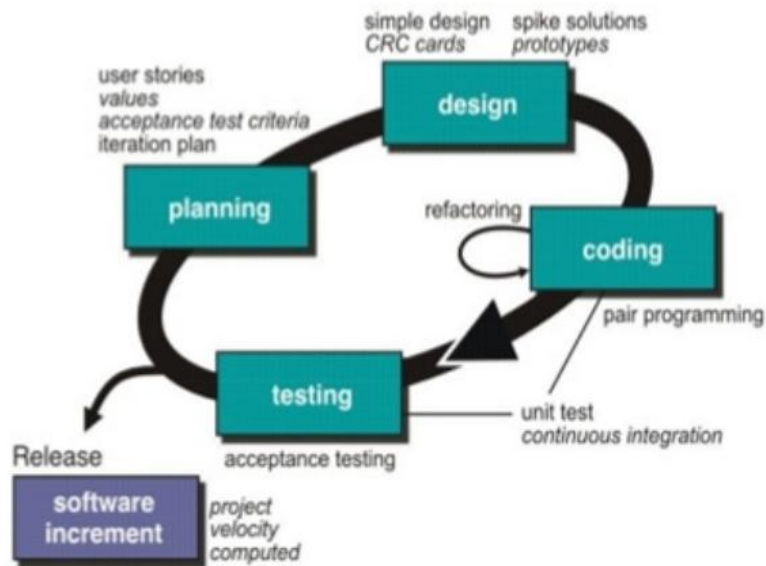 simple design
CRC cards
spike solutions
prototypes
user stories
values
acceptance test criteria
iteration plan
design
planning
refactoring
coding
pair programming
testing
unit test
continuous integration
acceptance testing
Release
software
increment
project
velocity
computed